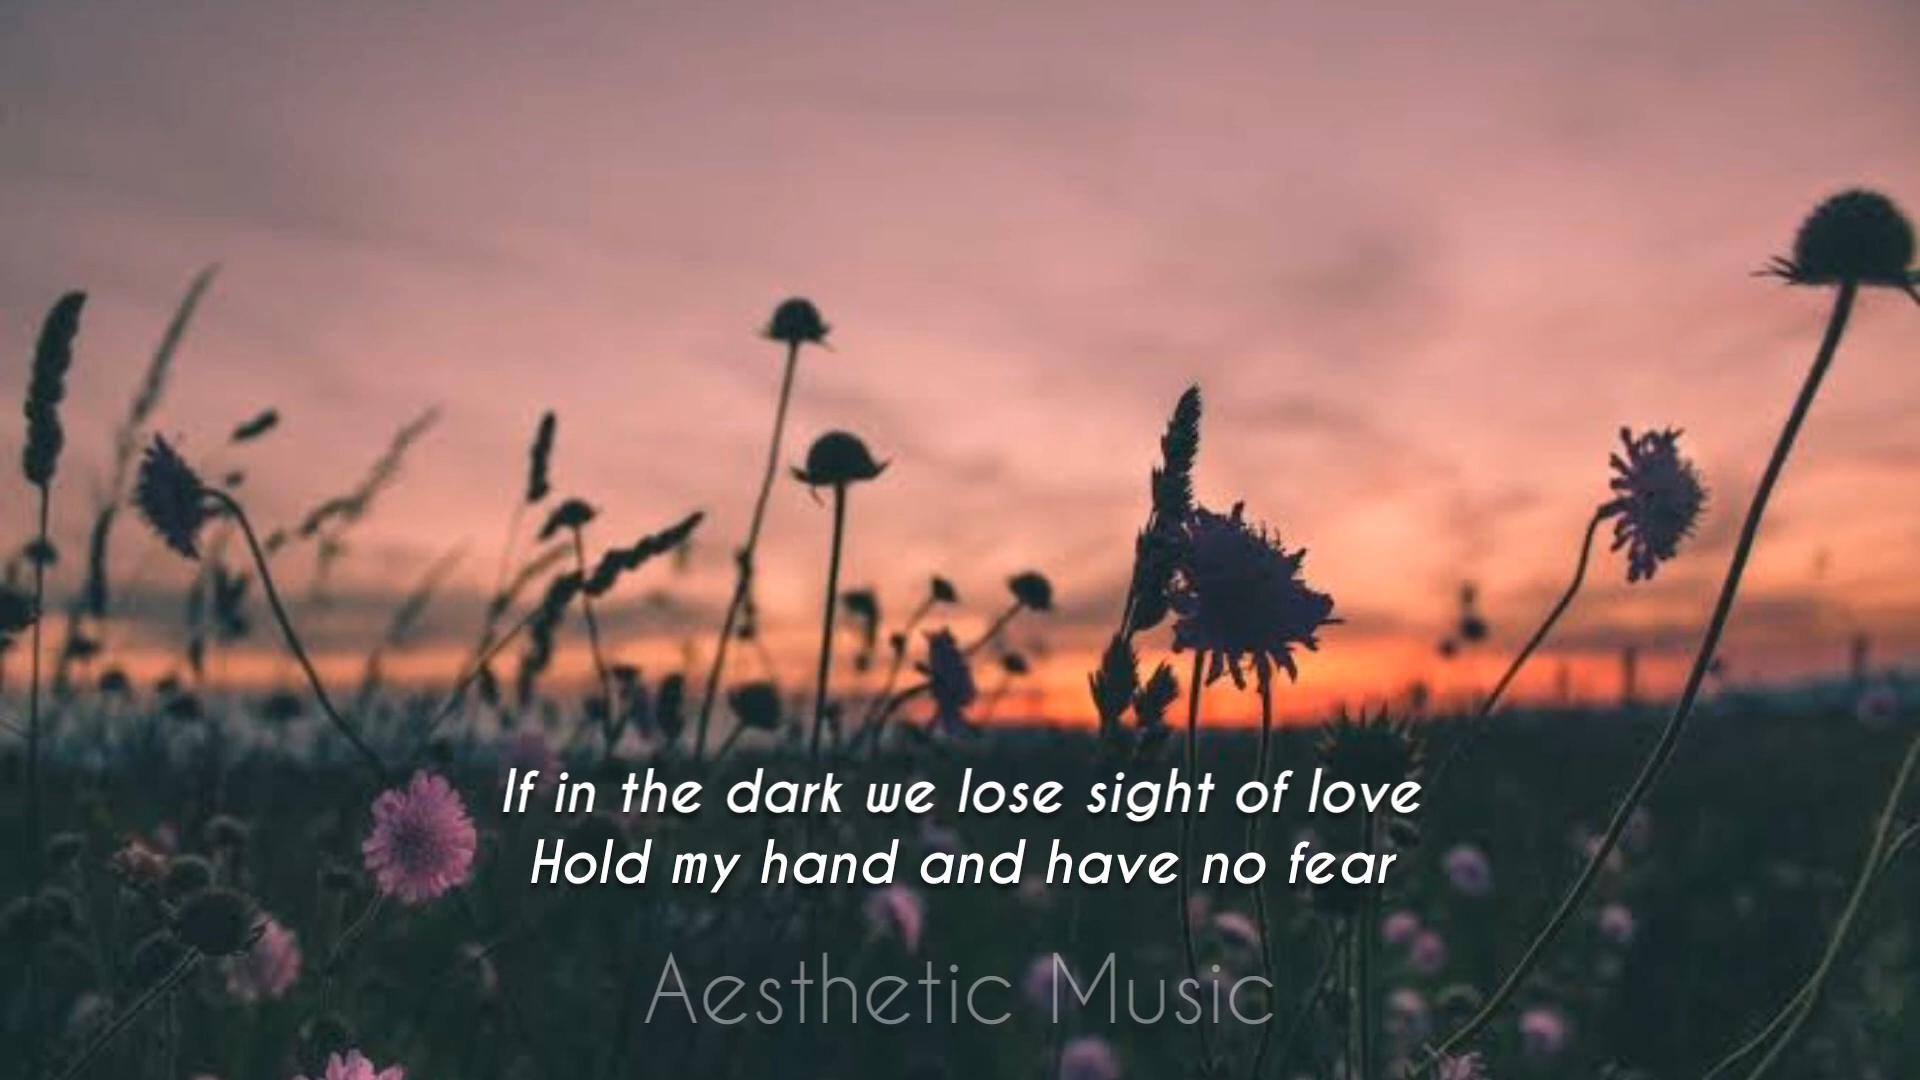 If in the dark we lose sight of love
Hold my hand and have no fear
Aesthetic Music